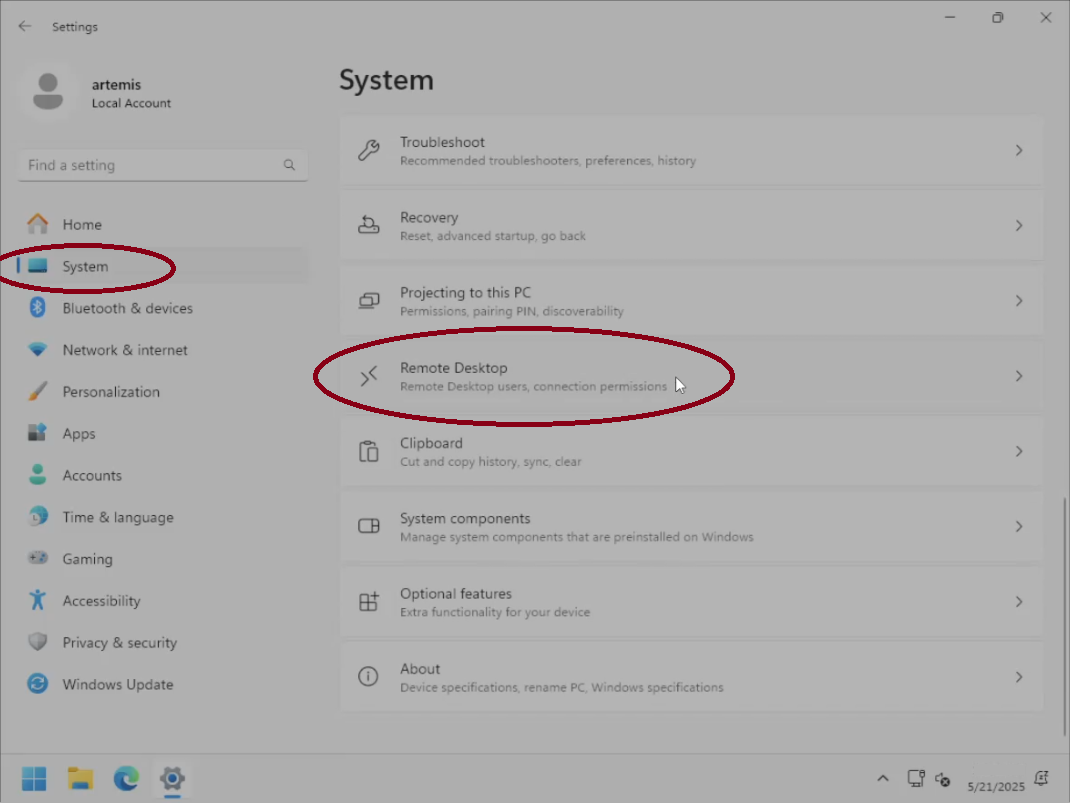 Settings
artemis
Local Account
Find a setting
Home
System
Bluetooth & devices
Network & internet
Personalization
Apps
Accounts
Time & language
Gaming
Accessibility
Privacy & security
Windows Update
System
Troubleshoot
Recommended troubleshooters, preferences, history
Recovery
Reset, advanced startup, go back
Projecting to this PC
Permissions, pairing PIN, discoverability
Remote Desktop
Remote Desktop users, connection permissions
Clipboard
Cut and copy history, sync, clear
System components
Manage system components that are preinstalled on Windows
Optional features
Extra functionality for your device
About
Device specifications, rename PC, Windows specifications
5/21/2025